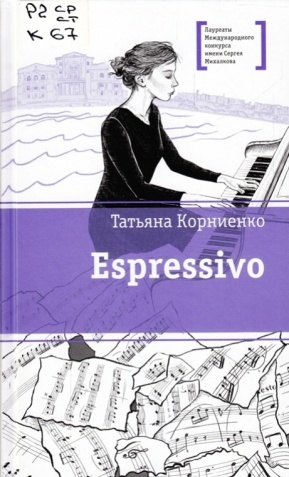 Р2 СР
СТ
К 67
Лауреаты
Международного
конкурса
имени Сергея
Михалкова
Татьяна Корниенко
Espressivo